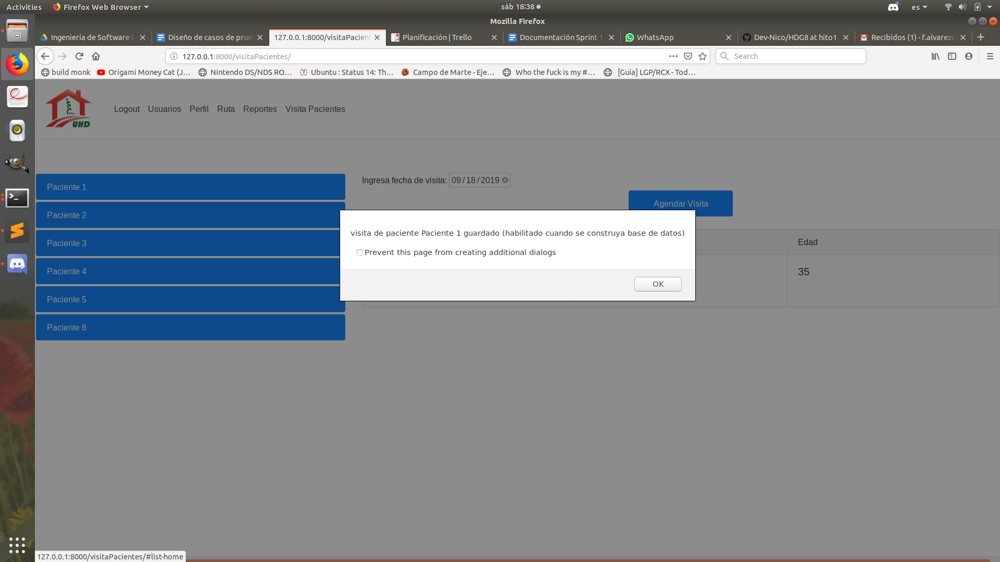 Activities Firefox Web Browser sáb 18:38 es
Mozilla Firefox
Ingeniería de Software I - Diseño de casos de prue 127.0.0.1:8000/visitaPacient Planificación | Trello Documentación Sprint 1 WhatsApp Dev-Nico/HDG8 at hito1 Recibidos (1) - f.alvarezc
127.0.0.1:8000/visitaPacientes/ Search
build monk Origami Money Cat (J… Nintendo DS/NDS RO… Ubuntu : Status 14: Th… Campo de Marte - Eje… Who the fuck is my #… [Guía] LGP/RCX - Tod…
UHD
Logout Usuarios Perfil Ruta Reportes Visita Pacientes
Paciente 1
Paciente 2
Paciente 3
Paciente 4
Paciente 5
Paciente 6
Ingresa fecha de visita: 09 / 18 / 2019
Agendar Visita
visita de paciente Paciente 1 guardado (habilitado cuando se construya base de datos)
Prevent this page from creating additional dialogs
OK
Edad
35
127.0.0.1:8000/visitaPacientes/#list-home